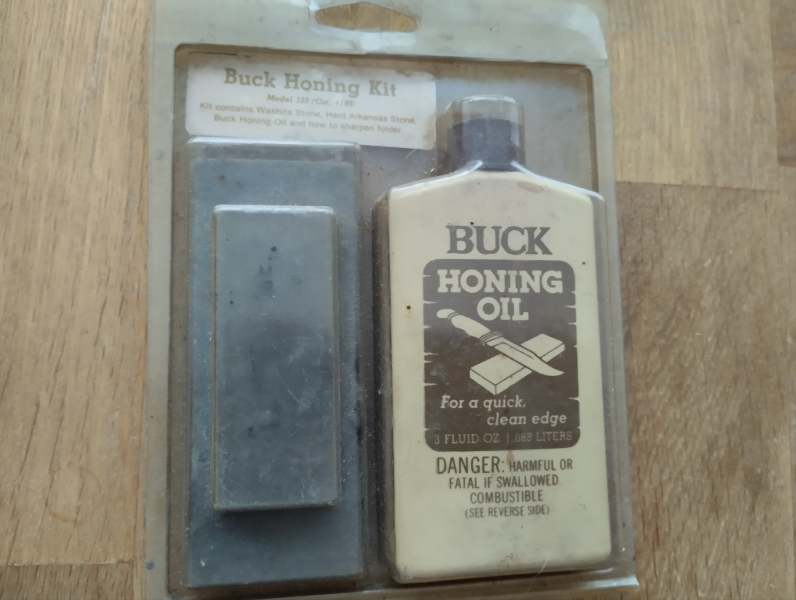 Buck Honing Kit
Model 132 (Cat.
Kit contains Washita Stone, Hard Arkansas Stone,
Buck Honing Oil and how to sharpen folder.
BUCK
HONING
OIL
For a quick,
clean edge
3 FLUID OZ | .088 LITERS
DANGER: HARMFUL OR
FATAL IF SWALLOWED
COMBUSTIBLE
(SEE REVERSE SIDE)